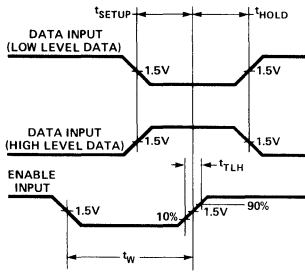 tSETUP
tHOLD
DATA INPUT
(LOW LEVEL DATA)
1.5V
1.5V
DATA INPUT
(HIGH LEVEL DATA)
1.5V
1.5V
tTLH
ENABLE
INPUT
1.5V
10%
1.5V
90%
tW